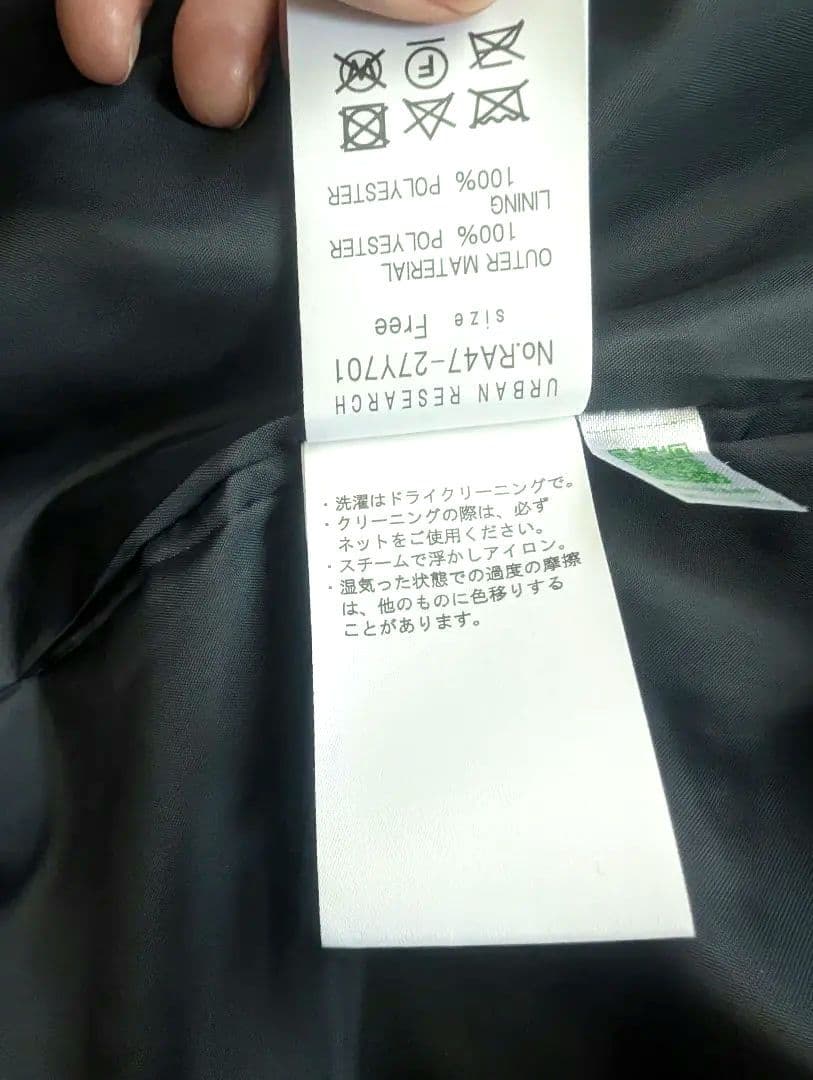 URBAN RESEARCH
No.RA47-27Y701
size Free
OUTER MATERIAL
100% POLYESTER
LINING
100% POLYESTER
F
W
・洗濯はドライクリーニングで。
・クリーニングの際は、必ず
ネットをご使用ください。
・スチームで浮かしアイロン。
・湿気った状態での過度の摩擦
は、他のものに色移りする
ことがあります。